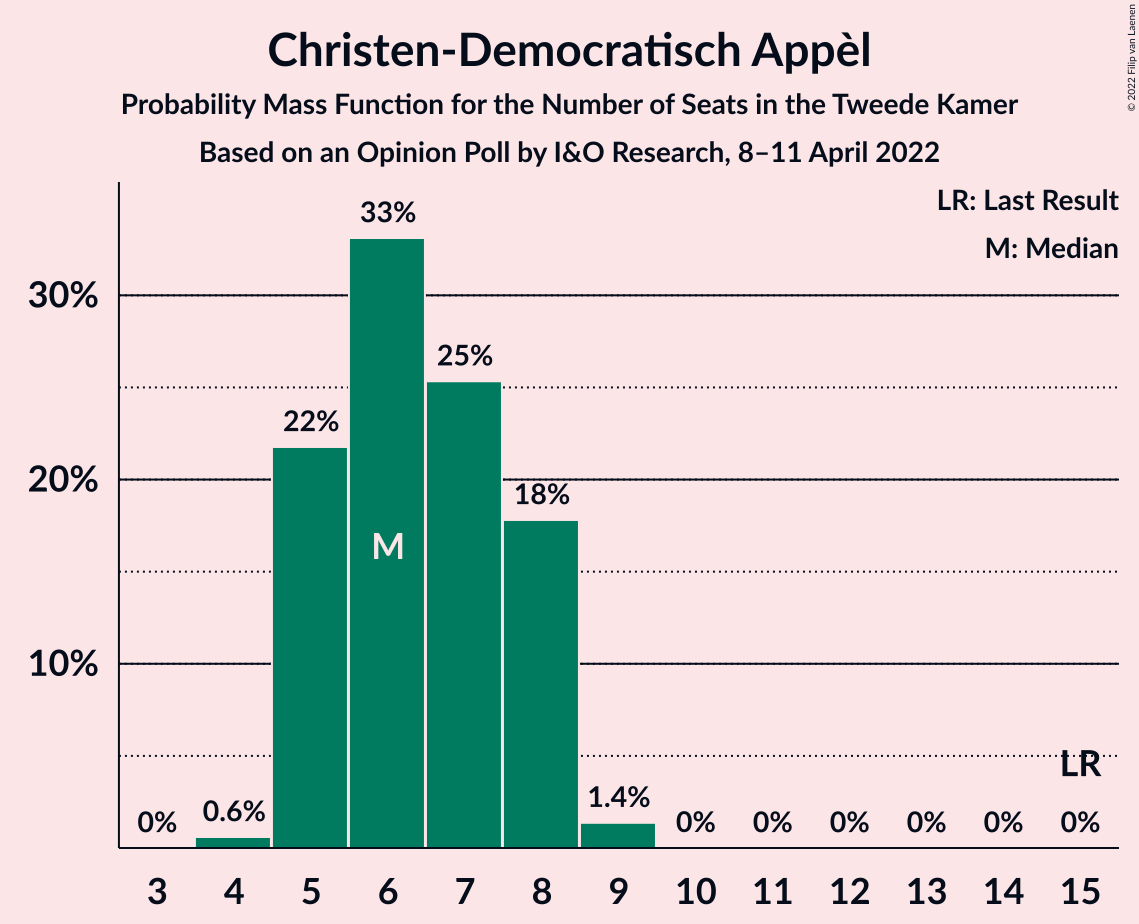 Christen-Democratisch Appèl
Probability Mass Function for the Number of Seats in the Tweede Kamer
Based on an Opinion Poll by I&O Research, 8–11 April 2022
© 2022 Filip van Laenen
LR: Last Result
M: Median
30%
20%
10%
0%
0.6%
22%
33%
25%
18%
1.4%
0%
0%
0%
0%
0%
0%
M
LR
3 4 5 6 7 8 9 10 11 12 13 14 15